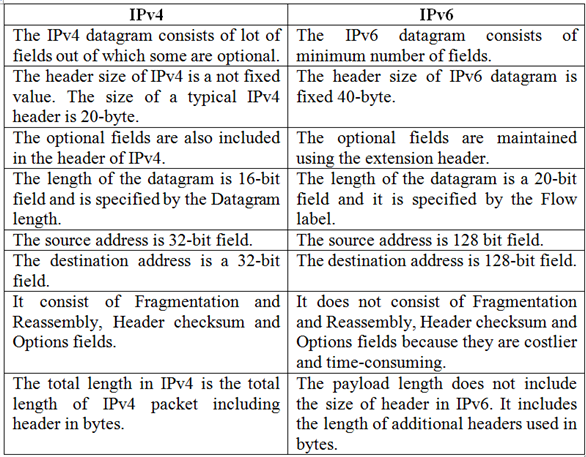 IPv4
IPv6
The IPv4 datagram consists of lot of
fields out of which some are optional.
The IPv6 datagram consists of
minimum number of fields.
The header size of IPv4 is a not fixed
value. The size of a typical IPv4
header is 20-byte.
The header size of IPv6 datagram is
fixed 40-byte.
The optional fields are also included
in the header of IPv4.
The optional fields are maintained
using the extension header.
The length of the datagram is 16-bit
field and is specified by the Datagram
length.
The length of the datagram is a 20-bit
field and it is specified by the Flow
label.
The source address is 32-bit field.
The source address is 128 bit field.
The destination address is a 32-bit
field.
The destination address is 128-bit field.
It consist of Fragmentation and
Reassembly, Header checksum and
Options fields.
It does not consist of Fragmentation
and Reassembly, Header checksum and
Options fields because they are costlier
and time-consuming.
The total length in IPv4 is the total
length of IPv4 packet including
header in bytes.
The payload length does not include
the size of header in IPv6. It includes
the length of additional headers used in
bytes.